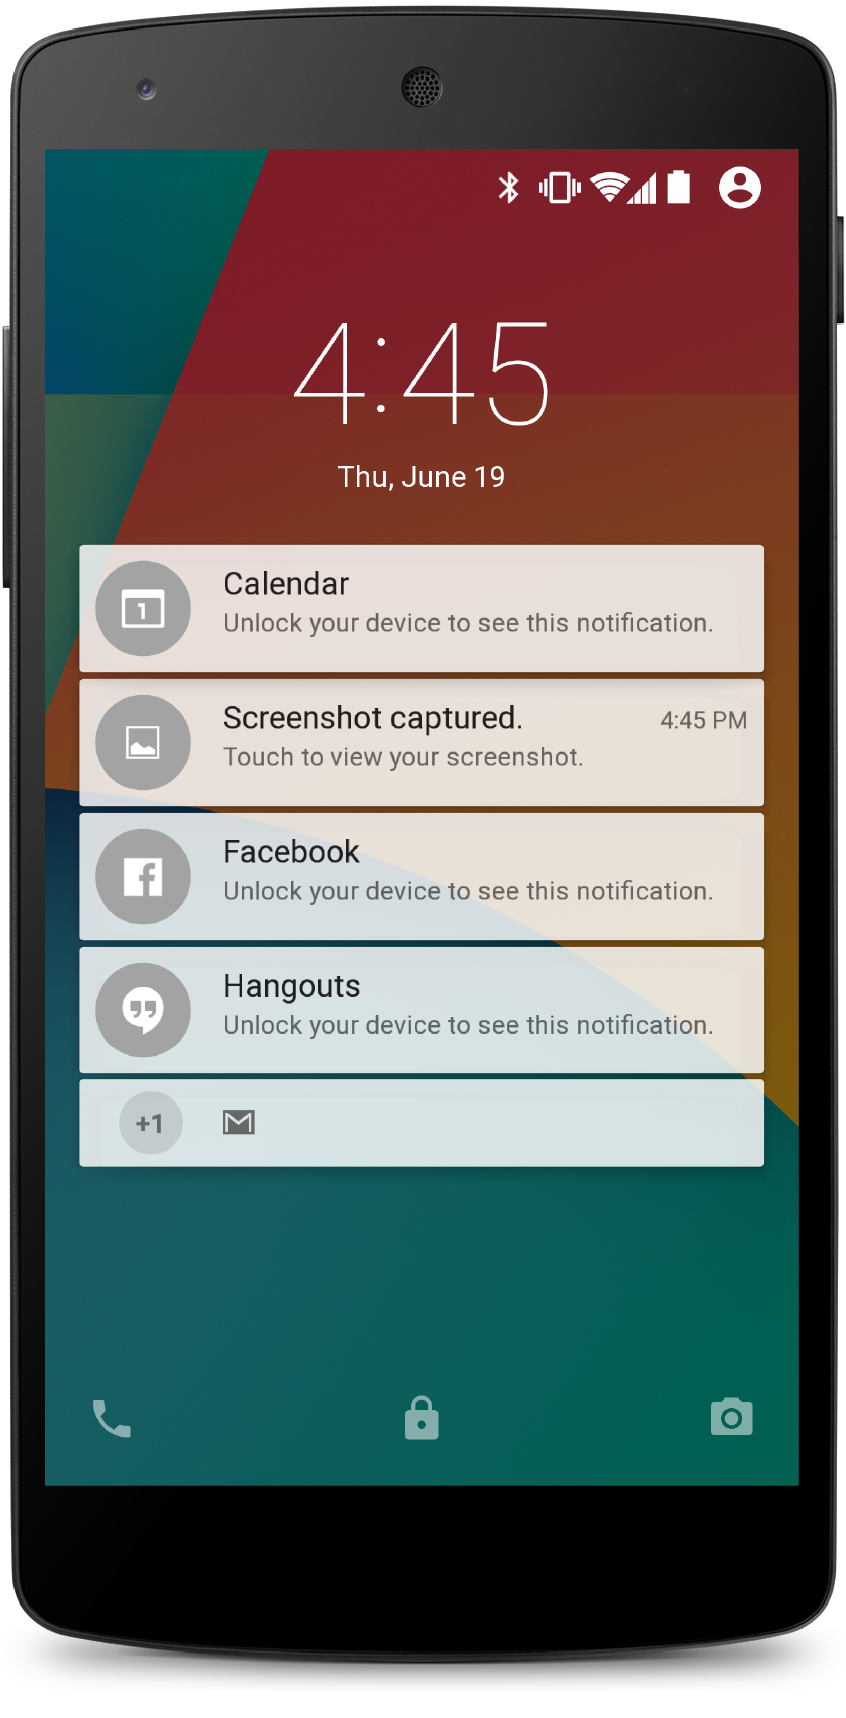 4:45
Thu, June 19
1
Calendar
Unlock your device to see this notification.
Screenshot captured. 4:45 PM
Touch to view your screenshot.
Facebook
Unlock your device to see this notification.
Hangouts
Unlock your device to see this notification.
+1